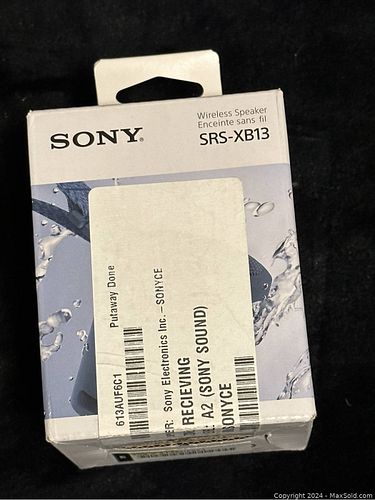 SONY®
Wireless Speaker
Enceinte sans fil
SRS-XB13
613AUF6C1
Putaway Done
ER: Sony Electronics Inc. -SONYCE
RECIEVING
: A2 (SONY SOUND)
ONYCE
Copyright 2024 - MaxSold.com